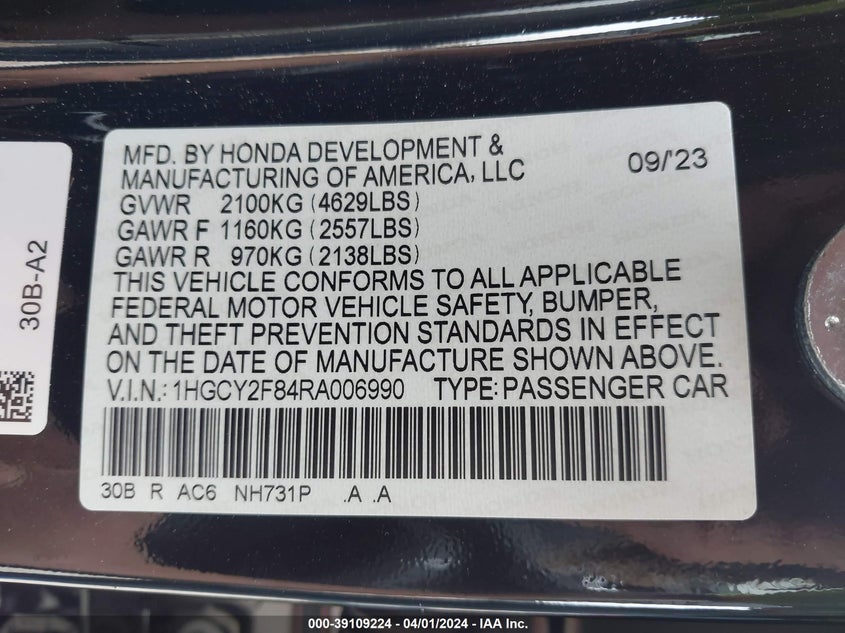 MFD. BY HONDA DEVELOPMENT &
MANUFACTURING OF AMERICA, LLC 09/'23
GVWR 2100KG (4629LBS)
GAWR F 1160KG (2557LBS)
GAWR R 970KG (2138LBS)
THIS VEHICLE CONFORMS TO ALL APPLICABLE
FEDERAL MOTOR VEHICLE SAFETY, BUMPER,
AND THEFT PREVENTION STANDARDS IN EFFECT
ON THE DATE OF MANUFACTURE SHOWN ABOVE.
V.I.N.: 1HGCY2F84RA006990 TYPE: PASSENGER CAR
30B R AC6 NH731P .A .A
30B-A2
000-39109224 - 04/01/2024 - IAA Inc.